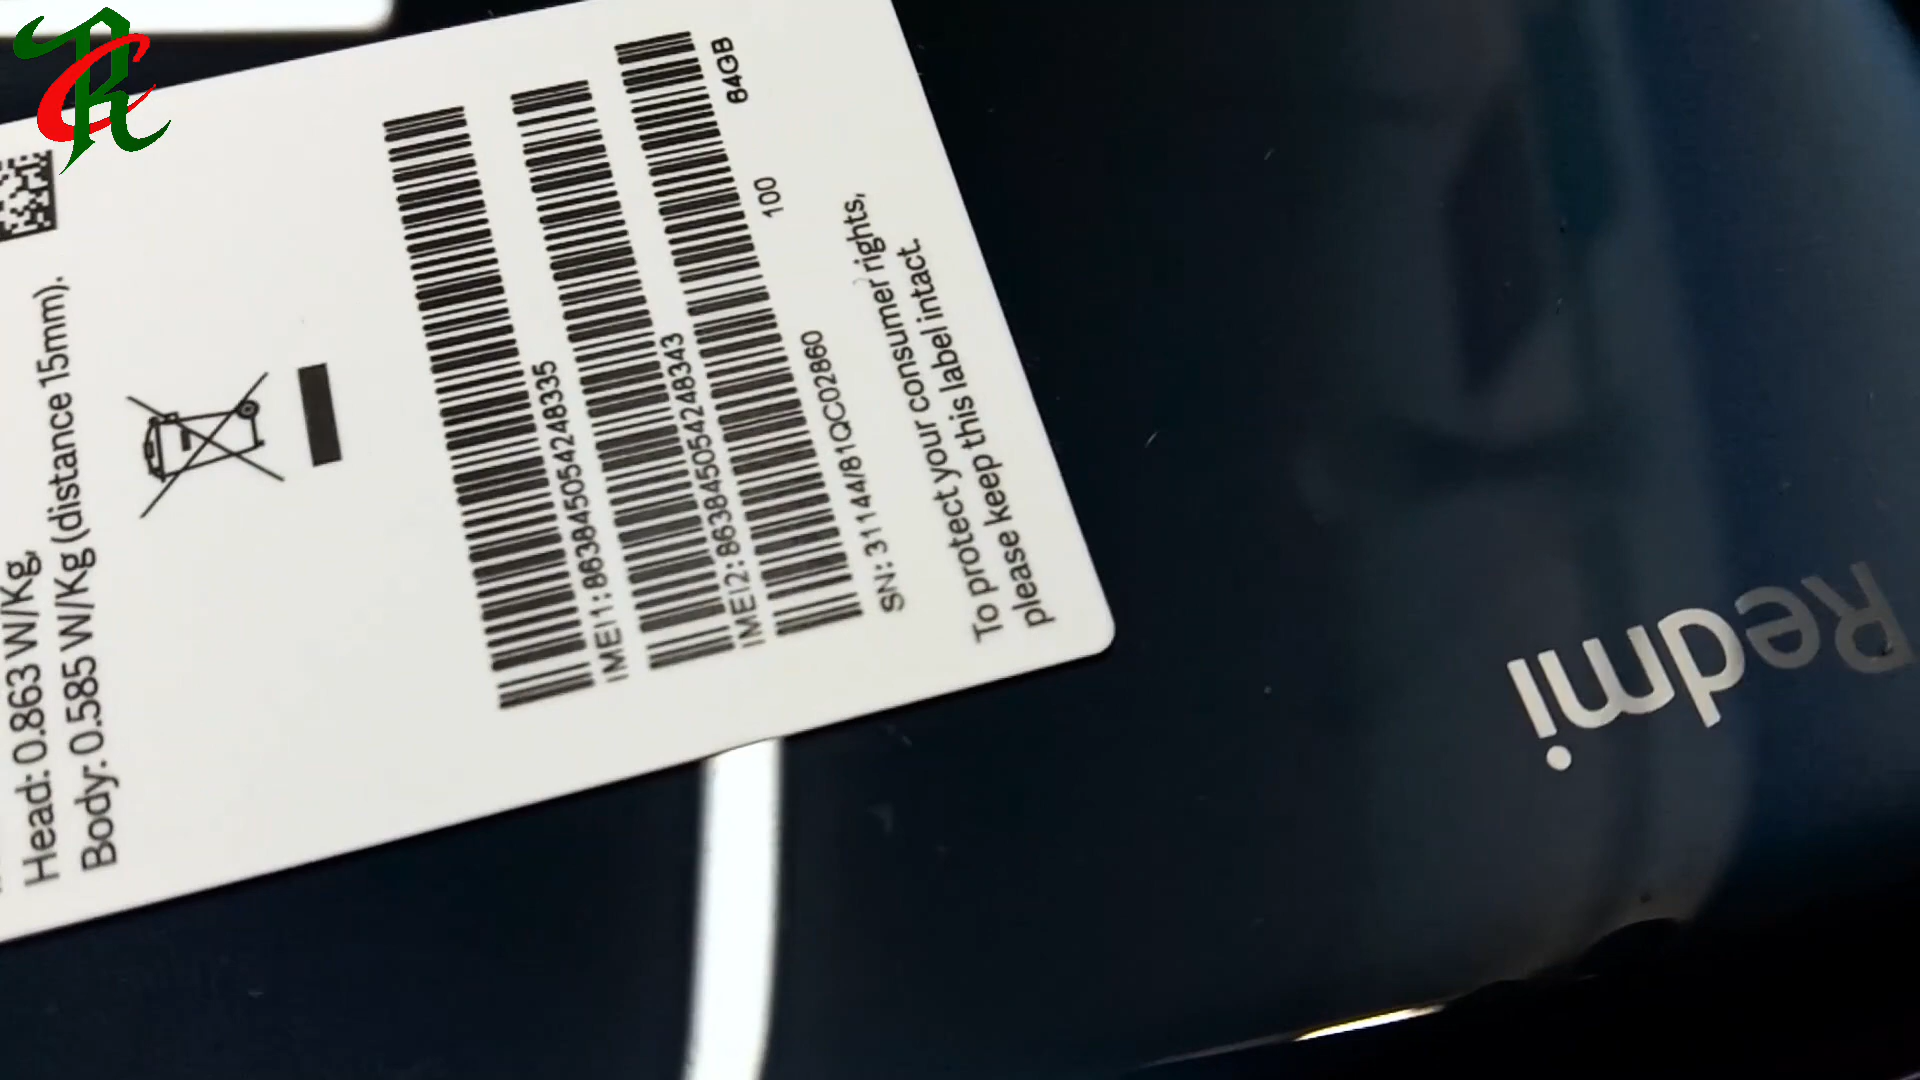 Head: 0.863 W/Kg,
Body: 0.585 W/Kg (distance 15mm).
IMEI1: 863845054248335
IMEI2: 863845054248343
SN: 31144/81QC02860
100
64GB
To protect your consumer rights,
please keep this label intact.
Redmi